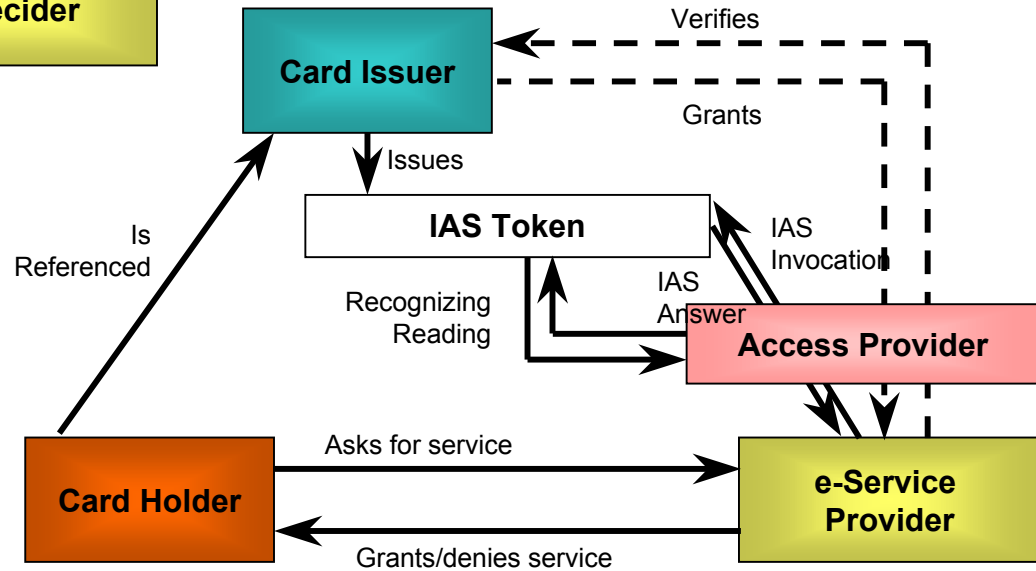 ecider
Verifies
Card Issuer
Grants
Issues
IAS Token
Is
Referenced
IAS
Invocation
Recognizing
Reading
IAS
Answer
Access Provider
Asks for service
Card Holder
e-Service
Provider
Grants/denies service